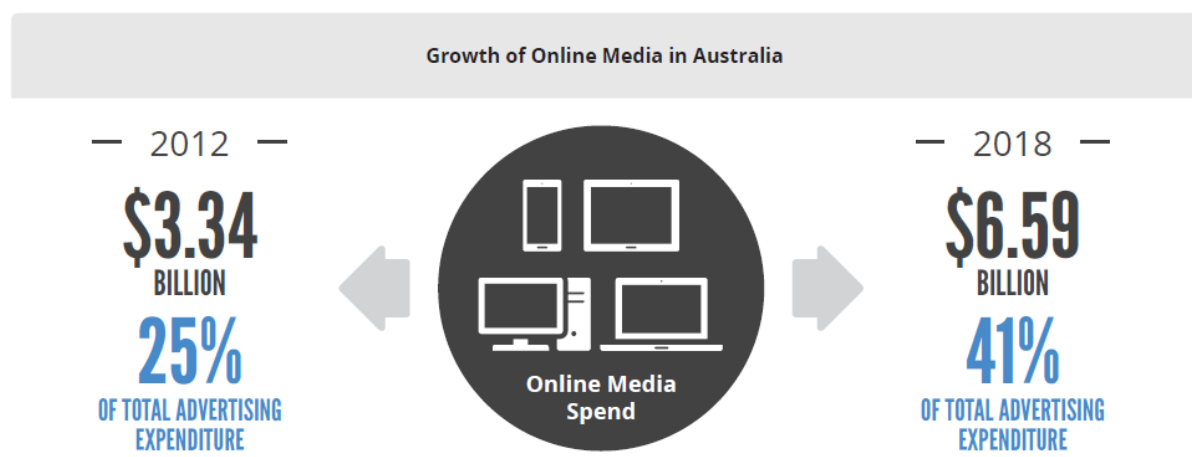 Growth of Online Media in Australia
— 2012 —
$3.34
BILLION
25%
OF TOTAL ADVERTISING
EXPENDITURE
Online Media
Spend
— 2018 —
$6.59
BILLION
41%
OF TOTAL ADVERTISING
EXPENDITURE